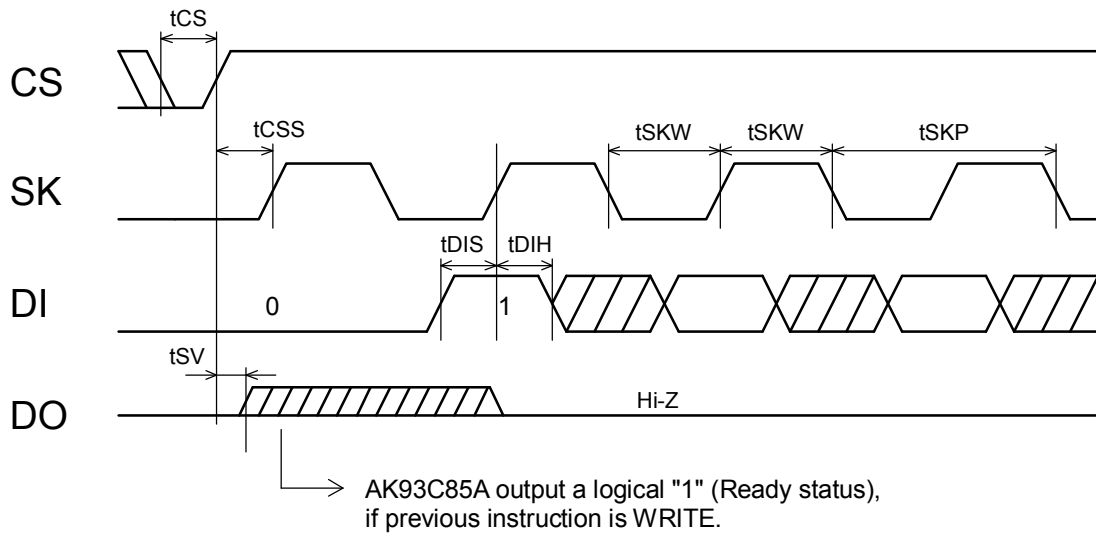 tCS
CS
tCSS
tSKW
tSKW
tSKP
SK
tDIS
tDIH
DI
0
1
tSV
DO
Hi-Z
AK93C85A output a logical "1" (Ready status),
if previous instruction is WRITE.